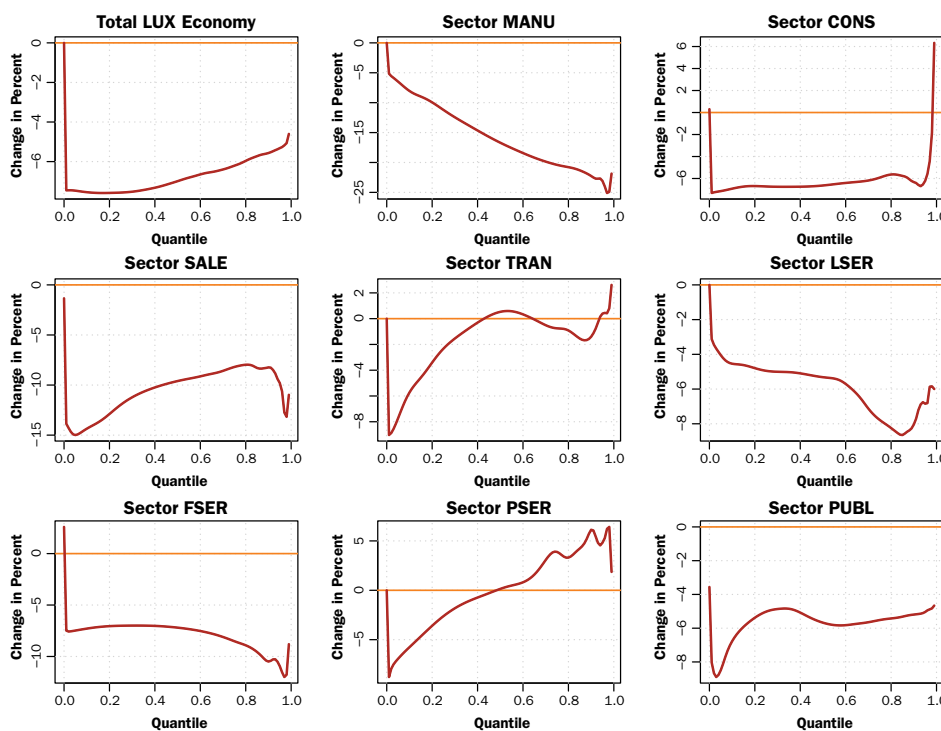 Total LUX Economy
Change in Percent
0
−2
−4
−6
0.0 0.2 0.4 0.6 0.8 1.0
Quantile
Sector MANU
Change in Percent
0
−5
−15
−25
0.0 0.2 0.4 0.6 0.8 1.0
Quantile
Sector CONS
Change in Percent
6
4
2
−2
−6
0.0 0.2 0.4 0.6 0.8 1.0
Quantile
Sector SALE
Change in Percent
0
−5
−10
−15
0.0 0.2 0.4 0.6 0.8 1.0
Quantile
Sector TRAN
Change in Percent
2
0
−4
−8
0.0 0.2 0.4 0.6 0.8 1.0
Quantile
Sector LSER
Change in Percent
0
−2
−4
−6
−8
0.0 0.2 0.4 0.6 0.8 1.0
Quantile
Sector FSER
Change in Percent
0
−5
−10
0.0 0.2 0.4 0.6 0.8 1.0
Quantile
Sector PSER
Change in Percent
5
0
−5
0.0 0.2 0.4 0.6 0.8 1.0
Quantile
Sector PUBL
Change in Percent
0
−2
−4
−6
−8
0.0 0.2 0.4 0.6 0.8 1.0
Quantile